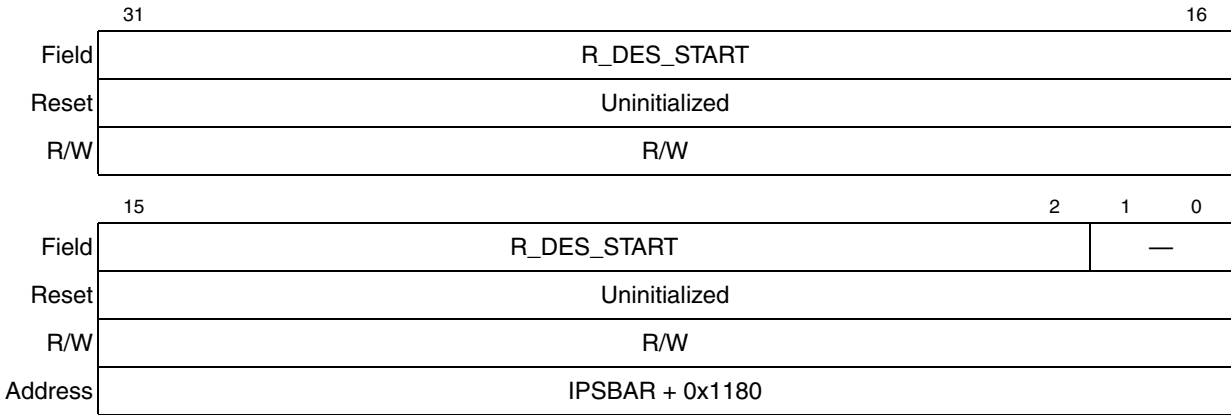 31 16
Field R_DES_START
Reset Uninitialized
R/W R/W
15 2 1 0
Field R_DES_START —
Reset Uninitialized
R/W R/W
Address IPSBAR + 0x1180